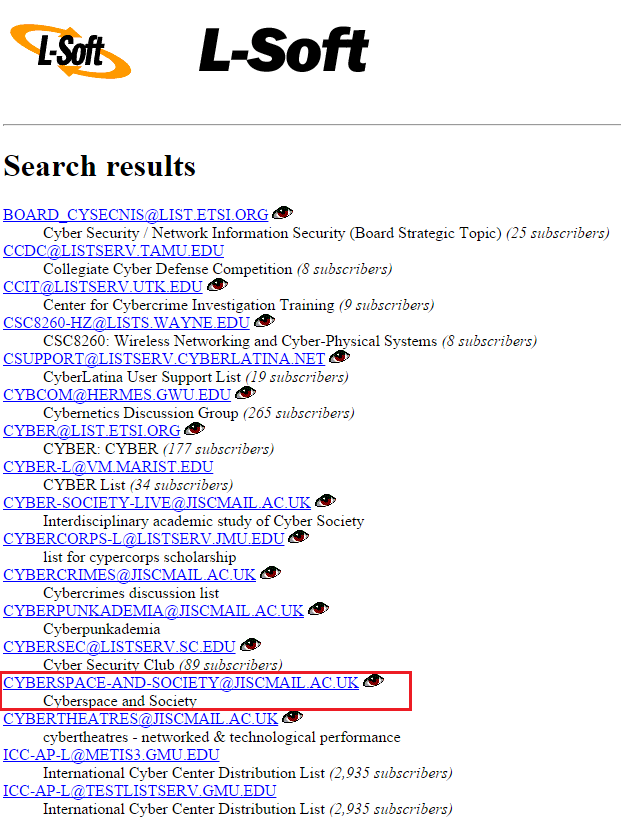 L-Soft L-Soft
Search results
BOARD_CYSECNIS@LIST.ETSI.ORG
Cyber Security / Network Information Security (Board Strategic Topic) (25 subscribers)
CCDC@LISTSERV.TAMU.EDU
Collegiate Cyber Defense Competition (8 subscribers)
CCIT@LISTSERV.UTK.EDU
Center for Cybercrime Investigation Training (9 subscribers)
CSC8260-HZ@LISTS.WAYNE.EDU
CSC8260: Wireless Networking and Cyber-Physical Systems (8 subscribers)
CSUPPORT@LISTSERV.CYBERLATINA.NET
CyberLatina User Support List (19 subscribers)
CYBCOM@HERMES.GWU.EDU
Cybernetics Discussion Group (265 subscribers)
CYBER@LIST.ETSI.ORG
CYBER: CYBER (177 subscribers)
CYBER-L@VM.MARIST.EDU
CYBER List (34 subscribers)
CYBER-SOCIETY-LIVE@JISCMAIL.AC.UK
Interdisciplinary academic study of Cyber Society
CYBERCORPS-L@LISTSERV.JMU.EDU
list for cypercorps scholarship
CYBERCRIMES@JISCMAIL.AC.UK
Cybercrimes discussion list
CYBERPUNKADEMIA@JISCMAIL.AC.UK
Cyberpunkademia
CYBERSEC@LISTSERV.SC.EDU
Cyber Security Club (89 subscribers)
CYBERSPACE-AND-SOCIETY@JISCMAIL.AC.UK
Cyberspace and Society
CYBERTHEATRES@JISCMAIL.AC.UK
cybertheatres - networked & technological performance
ICC-AP-L@METIS3.GMU.EDU
International Cyber Center Distribution List (2,935 subscribers)
ICC-AP-L@TESTLISTSERV.GMU.EDU
International Cyber Center Distribution List (2,935 subscribers)